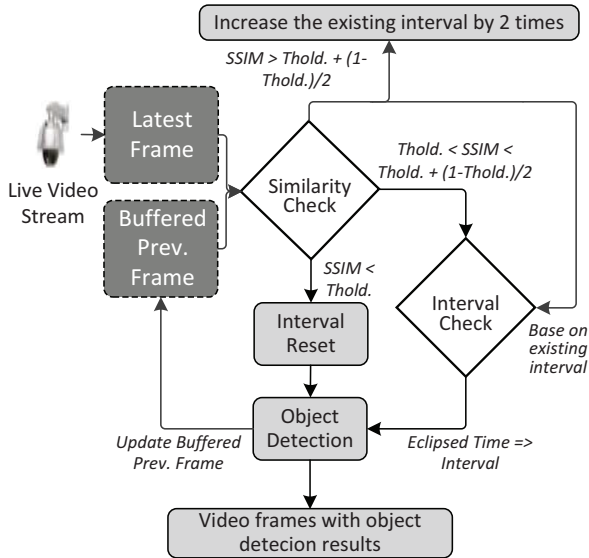 Increase the existing interval by 2 times
SSIM > Thold. + (1-
Thold.)/2
Latest
Frame
Live Video
Stream
Buffered
Prev.
Frame
Similarity
Check
Thold. < SSIM <
Thold. + (1-Thold.)/2
SSIM <
Thold.
Interval
Check
Base on
existing
interval
Interval
Reset
Object
Detection
Update Buffered
Prev. Frame
Eclipsed Time =>
Interval
Video frames with object
detecion results